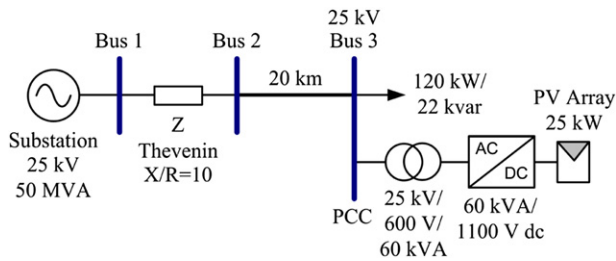 Bus 1
Bus 2
25 kV
Bus 3
20 km
120 kW/
22 kvar
PV Array
25 kW
Z
Thevenin
X/R=10
Substation
25 kV
50 MVA
AC
DC
PCC
25 kV/
600 V/
60 kVA
60 kVA/
1100 V dc